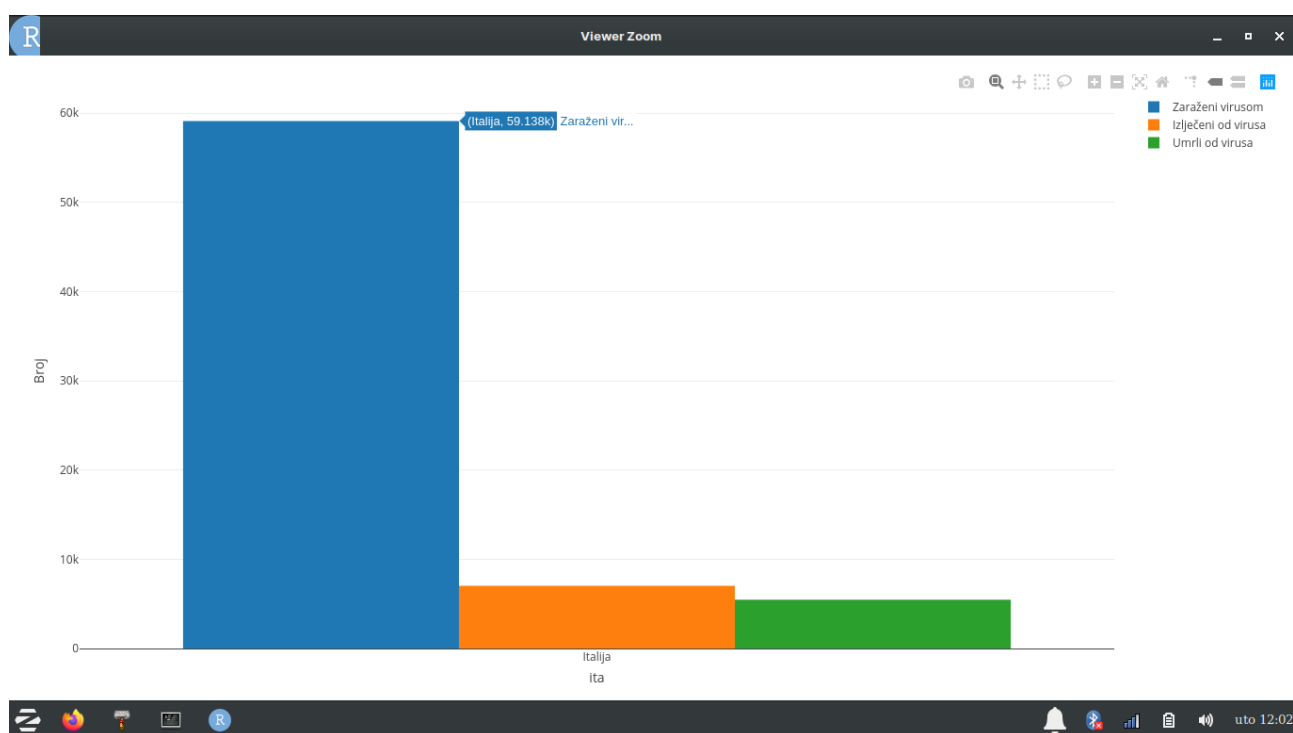 R
Viewer Zoom
60k
(Italija, 59.138k) Zaraženi vir...
Zaraženi virusom
Izlječeni od virusa
Umrli od virusa
50k
40k
Broj
30k
20k
10k
0
Italija
ita
R
uto 12:02